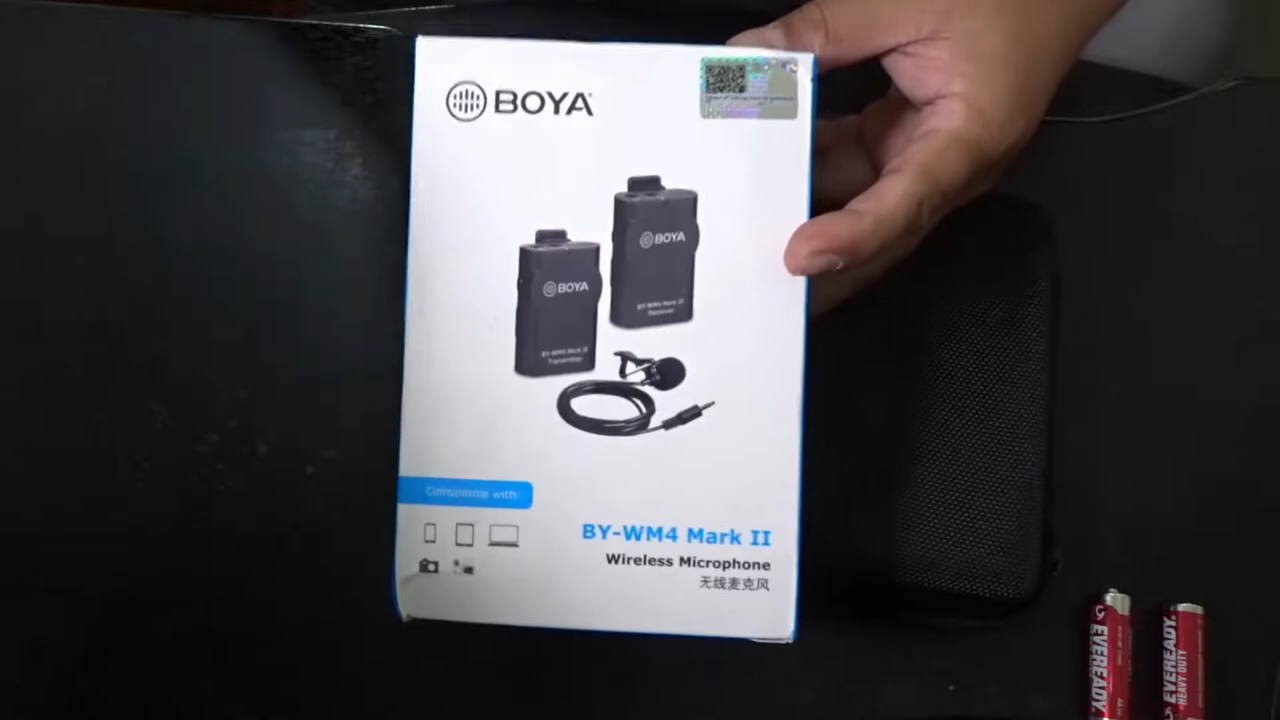 BOYA
BOYA
BY-WM4 Mark II
Receiver
BOYA
BY-WM4 Mark II
Transmitter
Compatible with
BY-WM4 Mark II
Wireless Microphone
无线麦克风
EVEREADY
EVEREADY
HEAVY DUTY